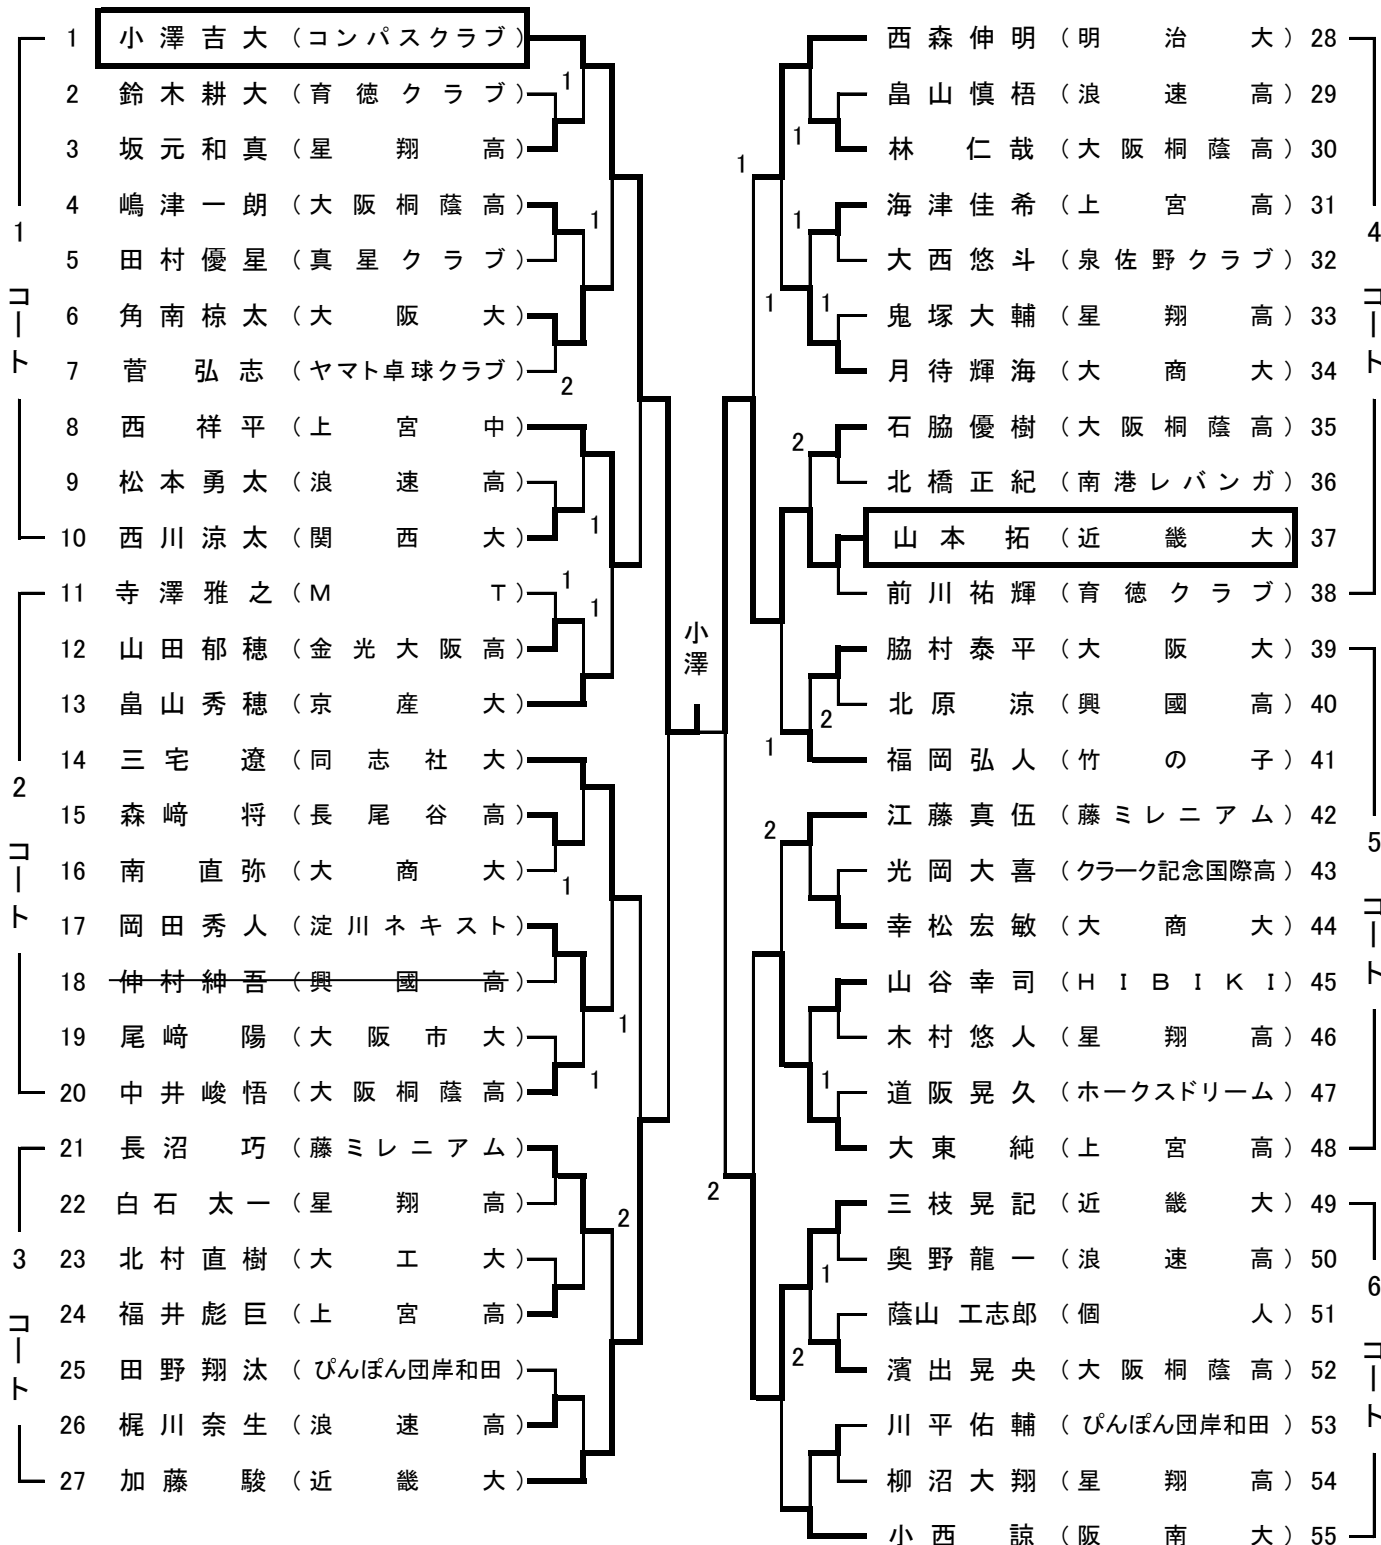 1 小澤吉大 (コンパスクラブ)
2 鈴木耕大 (育徳クラブ)
3 坂元和真 (星翔高)
4 嶋津一朗 (大阪桐蔭高)
5 田村優星 (真星クラブ)
6 角南椋太 (大阪大)
7 菅弘志 (ヤマト卓球クラブ)
8 西祥平 (上宮中)
9 松本勇太 (浪速高)
10 西川涼太 (関西大)
11 寺澤雅之 (MT)
12 山田郁穂 (金光大阪高)
13 畠山秀穂 (京産大)
14 三宅遼 (同志社大)
15 森﨑将 (長尾谷高)
16 南直弥 (大商大)
17 岡田秀人 (淀川ネキスト)
18 仲村紳吾 (興國高)
19 尾﨑陽 (大阪市大)
20 中井峻悟 (大阪桐蔭高)
21 長沼巧 (藤ミレニアム)
22 白石太一 (星翔高)
23 北村直樹 (大工大)
24 福井彪巨 (上宮高)
25 田野翔汰 (ぴんぽん団岸和田)
26 梶川奈生 (浪速高)
27 加藤駿 (近畿大)
1コート
2コート
3コート
1
1
2
1
1
1
1
1
1
2
小澤
西森伸明 (明治大) 28
畠山慎梧 (浪速高) 29
林仁哉 (大阪桐蔭高) 30
海津佳希 (上宮高) 31
大西悠斗 (泉佐野クラブ) 32
鬼塚大輔 (星翔高) 33
月待輝海 (大商大) 34
石脇優樹 (大阪桐蔭高) 35
北橋正紀 (南港レバンガ) 36
山本拓 (近畿大) 37
前川祐輝 (育徳クラブ) 38
脇村泰平 (大阪大) 39
北原涼 (興國高) 40
福岡弘人 (竹の子) 41
江藤真伍 (藤ミレニアム) 42
光岡大喜 (クラーク記念国際高) 43
幸松宏敏 (大商大) 44
山谷幸司 (HIBIKI) 45
木村悠人 (星翔高) 46
道阪晃久 (ホークスドリーム) 47
大東純 (上宮高) 48
三枝晃記 (近畿大) 49
奥野龍一 (浪速高) 50
蔭山工志郎 (個人) 51
濱出晃央 (大阪桐蔭高) 52
川平佑輔 (ぴんぽん団岸和田) 53
柳沼大翔 (星翔高) 54
小西諒 (阪南大) 55
4コート
5コート
6コート
1
1
1
1
1
2
2
1
2
1
2
1
2